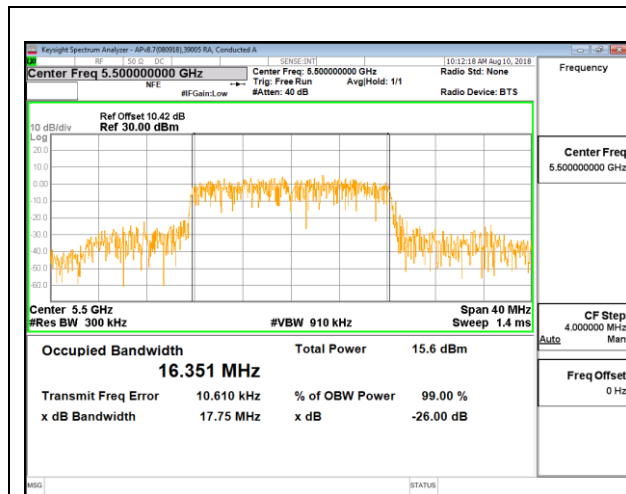 Keysight Spectrum Analyzer - APv8.7(080918),39005 RA, Conducted A
RF 50 Ω DC SENSE:INT 10:12:18 AM Aug 10, 2018
Center Freq 5.500000000 GHz
NFE
#IFGain:Low
Center Freq: 5.500000000 GHz
Trig: Free Run Avg|Hold: 1/1
#Atten: 40 dB
Radio Std: None
Radio Device: BTS
Frequency
Ref Offset 10.42 dB
10 dB/div Ref 30.00 dBm
Log
20.0
10.0
0.00
-10.0
-20.0
-30.0
-40.0
-50.0
-60.0
Center Freq
5.500000000 GHz
Center 5.5 GHz Span 40 MHz
#Res BW 300 kHz #VBW 910 kHz Sweep 1.4 ms
CF Step
4.000000 MHz
Auto Man
Occupied Bandwidth Total Power 15.6 dBm
16.351 MHz
Transmit Freq Error 10.610 kHz % of OBW Power 99.00 %
x dB Bandwidth 17.75 MHz x dB -26.00 dB
Freq Offset
0 Hz
MSG STATUS